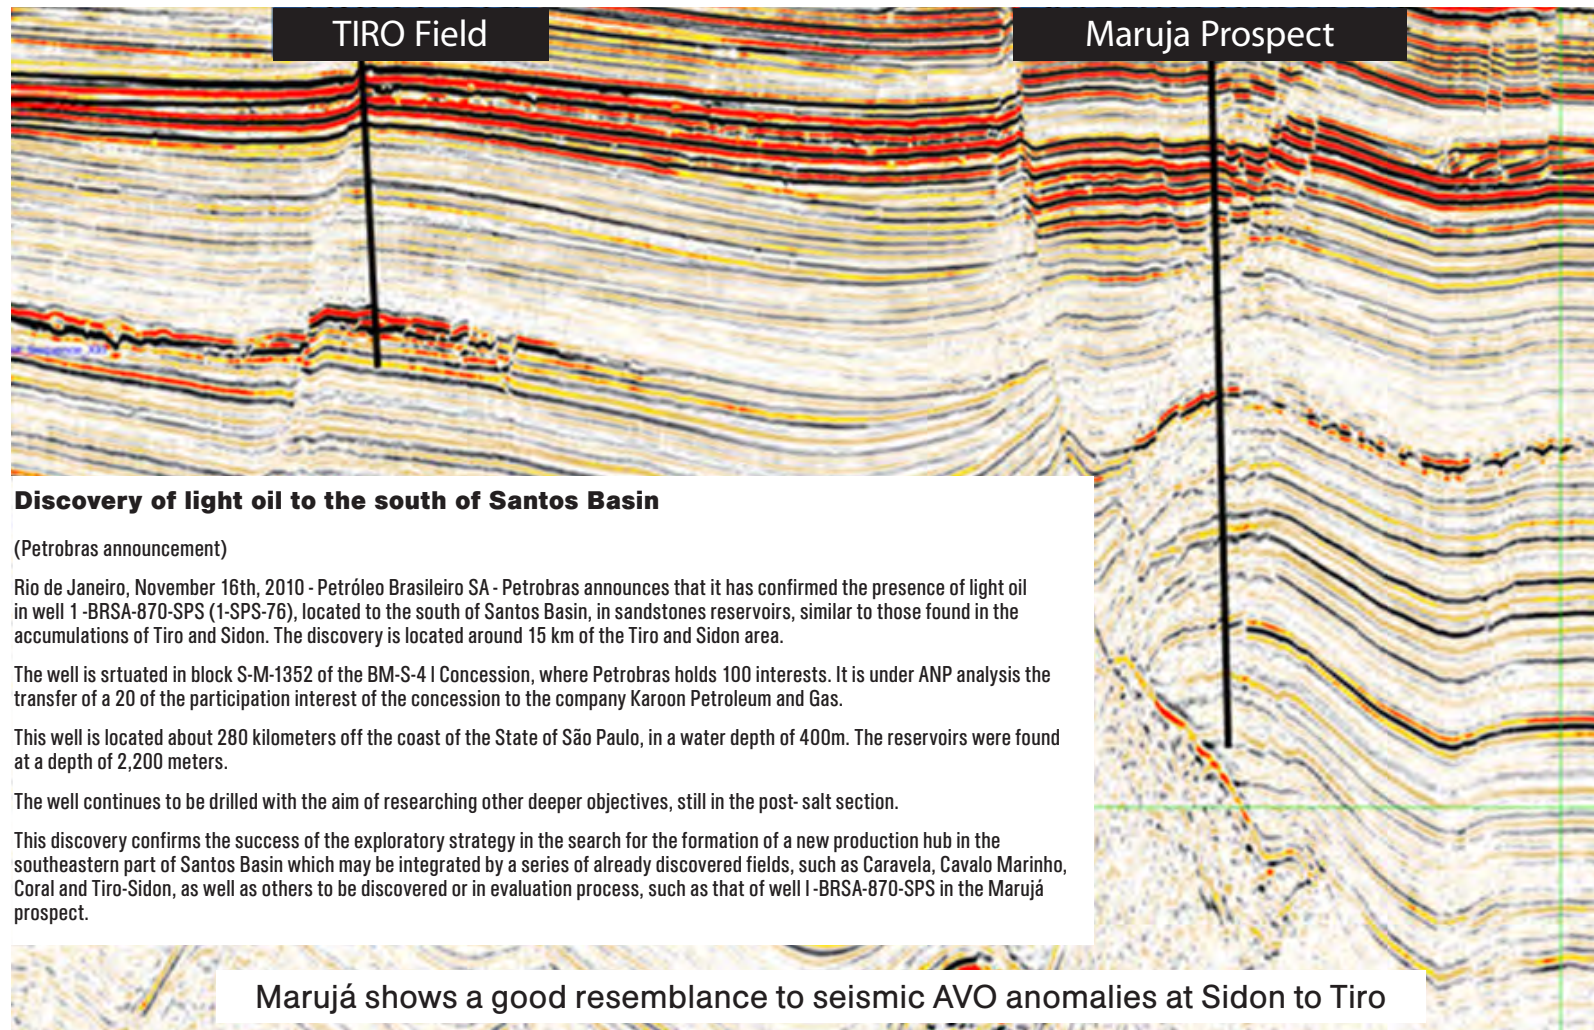 TIRO Field
Maruja Prospect
Discovery of light oil to the south of Santos Basin
(Petrobras announcement)
Rio de Janeiro, November 16th, 2010 - Petróleo Brasileiro SA - Petrobras announces that it has confirmed the presence of light oil
in well 1 -BRSA-870-SPS (1-SPS-76), located to the south of Santos Basin, in sandstones reservoirs, similar to those found in the
accumulations of Tiro and Sidon. The discovery is located around 15 km of the Tiro and Sidon area.
The well is srtuated in block S-M-1352 of the BM-S-4 I Concession, where Petrobras holds 100 interests. It is under ANP analysis the
transfer of a 20 of the participation interest of the concession to the company Karoon Petroleum and Gas.
This well is located about 280 kilometers off the coast of the State of São Paulo, in a water depth of 400m. The reservoirs were found
at a depth of 2,200 meters.
The well continues to be drilled with the aim of researching other deeper objectives, still in the post- salt section.
This discovery confirms the success of the exploratory strategy in the search for the formation of a new production hub in the
southeastern part of Santos Basin which may be integrated by a series of already discovered fields, such as Caravela, Cavalo Marinho,
Coral and Tiro-Sidon, as well as others to be discovered or in evaluation process, such as that of well I -BRSA-870-SPS in the Marujá
prospect.
Marujá shows a good resemblance to seismic AVO anomalies at Sidon to Tiro